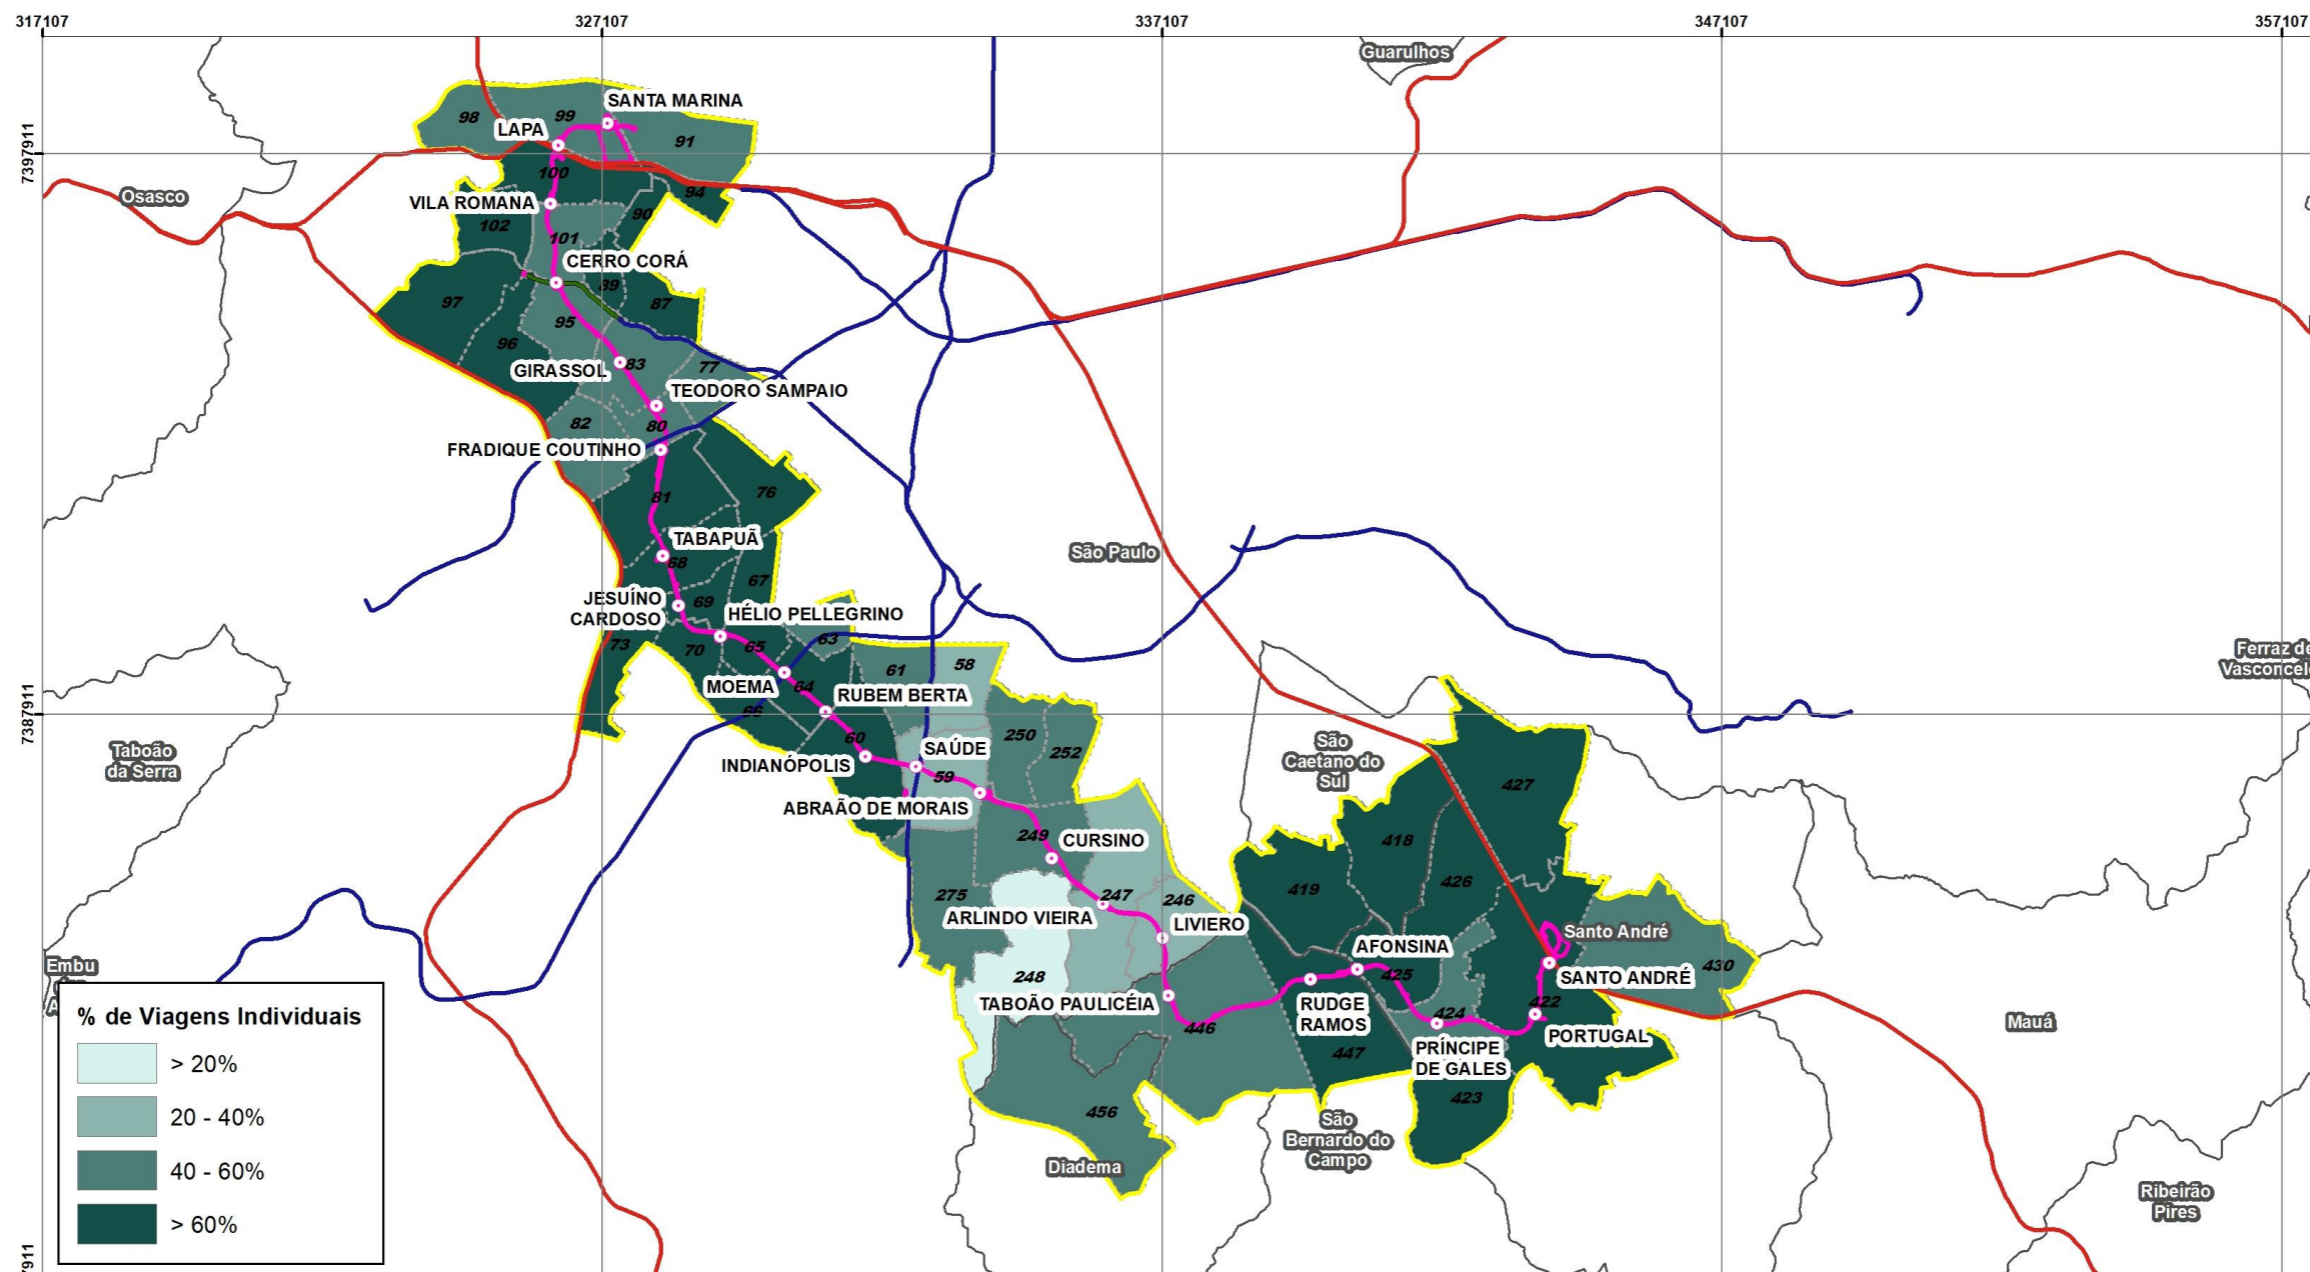 317107
327107
337107
347107
357107
Guarulhos
SANTA MARINA
98
99
LAPA
91
7397911
100
Osasco
94
VILA ROMANA
90
102
101
CERRO CORÁ
89
97
87
95
96
83
77
GIRASSOL
TEODORO SAMPAIO
82
80
FRADIQUE COUTINHO
76
81
TABAPUÃ
São Paulo
68
67
JESUÍNO
CARDOSO
69
HÉLIO PELLEGRINO
73
70
65
63
61
58
Ferraz de
MOEMA
64
RUBEM BERTA
7387911
66
60
250
252
SAÚDE
São
Caetano do
Sul
Taboão
da Serra
INDIANÓPOLIS
59
427
ABRAÃO DE MORAIS
249
CURSINO
418
426
419
275
247
246
ARLINDO VIEIRA
LIVIERO
Santo André
AFONSINA
Embu
248
425
430
SANTO ANDRÉ
TABOÃO PAULICÉIA
RUDGE
RAMOS
422
424
% de Viagens Individuais
446
Mauá
PORTUGAL
447
PRÍNCIPE
DE GALES
> 20%
423
456
20 - 40%
São
Bernardo do
Campo
Diadema
40 - 60%
Ribeirão
Pires
> 60%